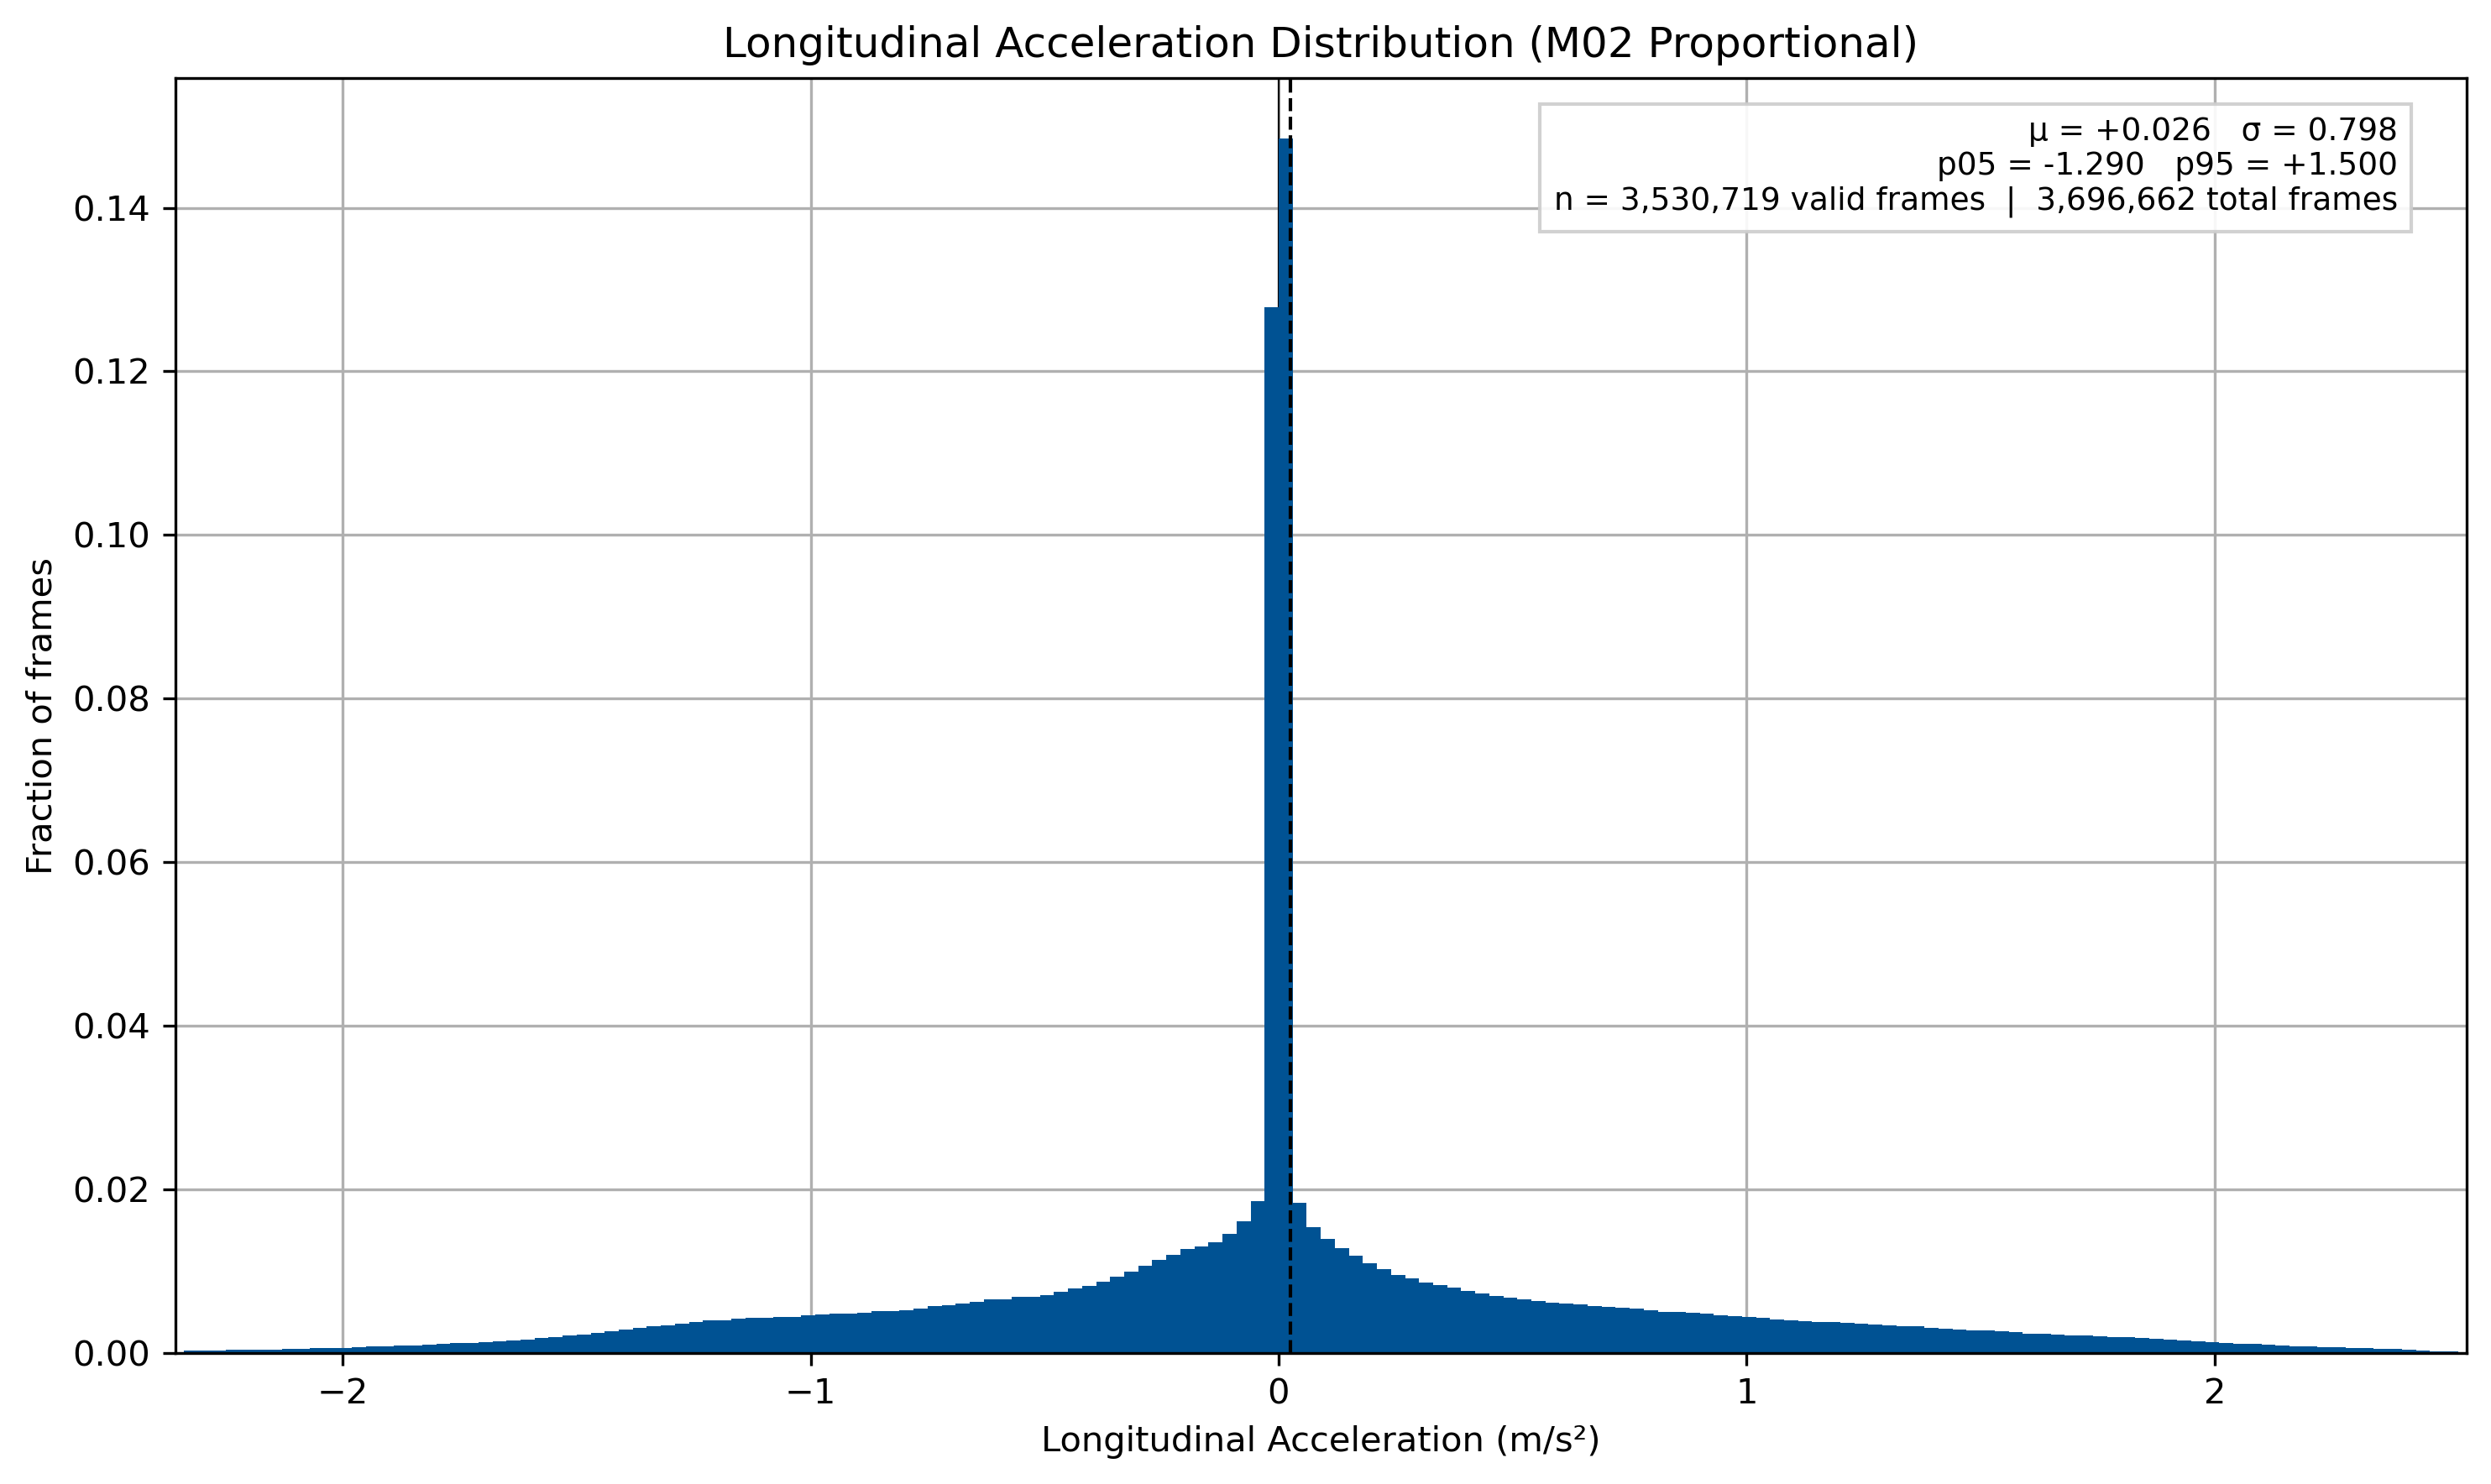 Longitudinal Acceleration Distribution (M02 Proportional)
μ = +0.026   σ = 0.798
p05 = -1.290   p95 = +1.500
n = 3,530,719 valid frames  |  3,696,662 total frames
Fraction of frames
0.14
0.12
0.10
0.08
0.06
0.04
0.02
0.00
−2
−1
0
1
2
Longitudinal Acceleration (m/s²)